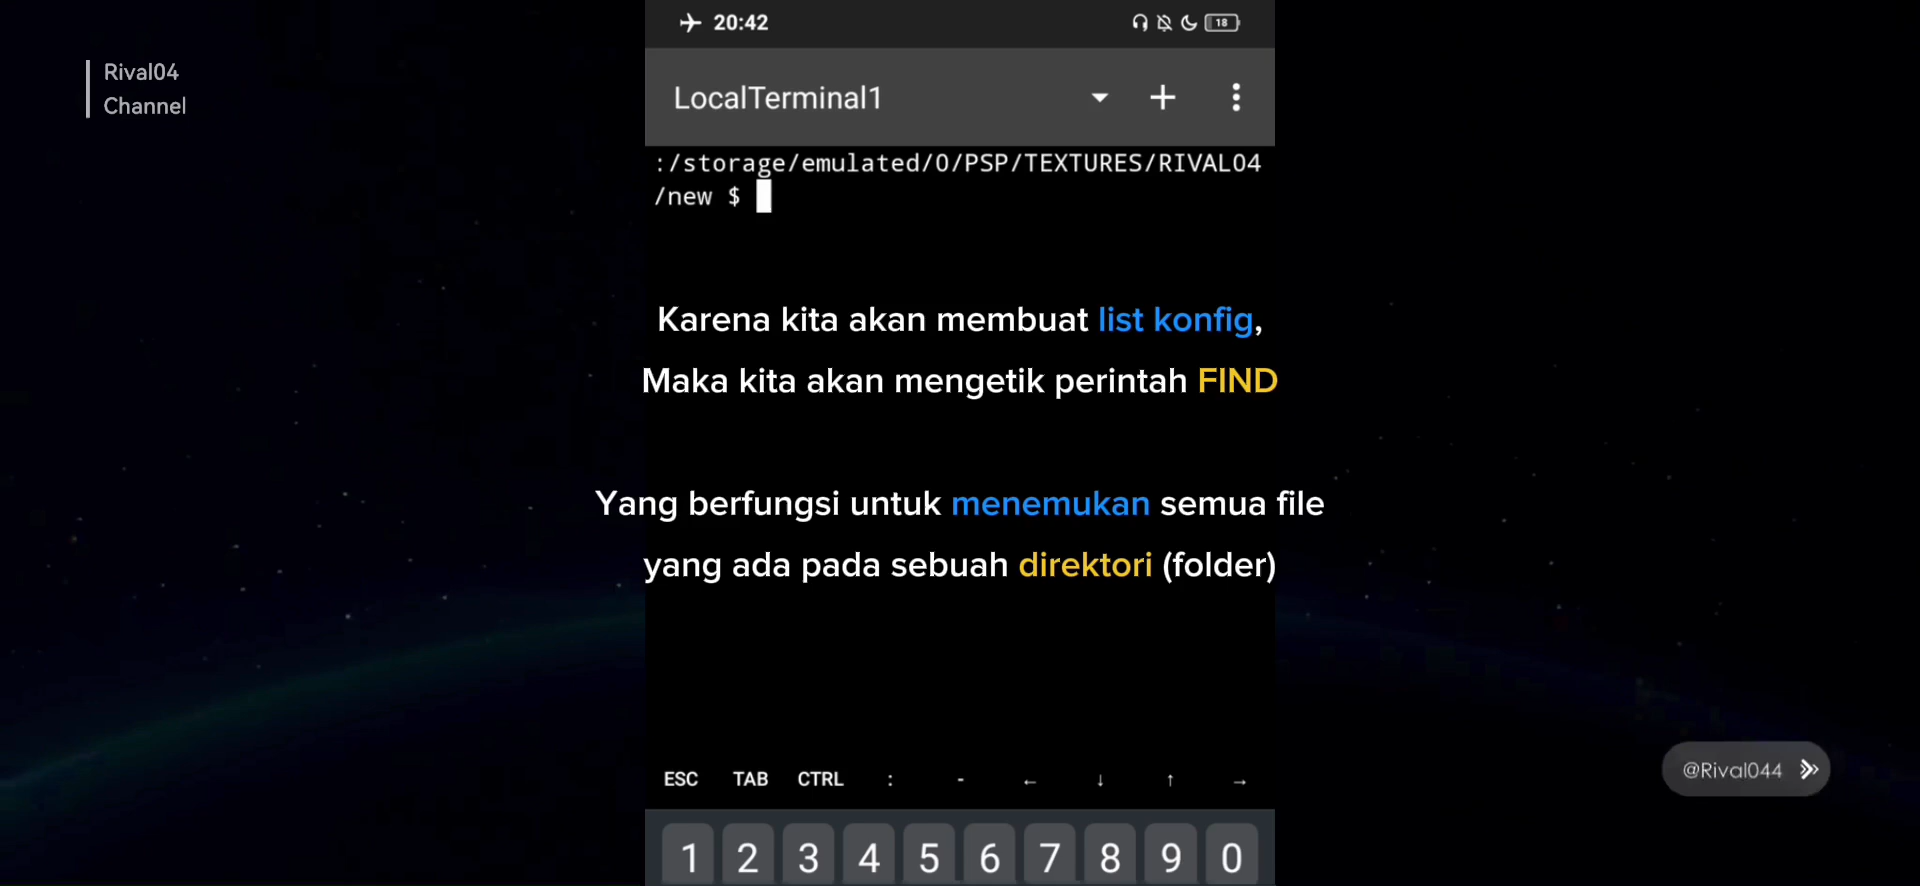 20:42
18
Rival04
Channel
LocalTerminal1
:/storage/emulated/0/PSP/TEXTURES/RIVAL04
/new $
Karena kita akan membuat list konfig,
Maka kita akan mengetik perintah FIND
Yang berfungsi untuk menemukan semua file
yang ada pada sebuah direktori (folder)
@Rival044
ESC TAB CTRL : - ← ↓ ↑ →
1 2 3 4 5 6 7 8 9 0